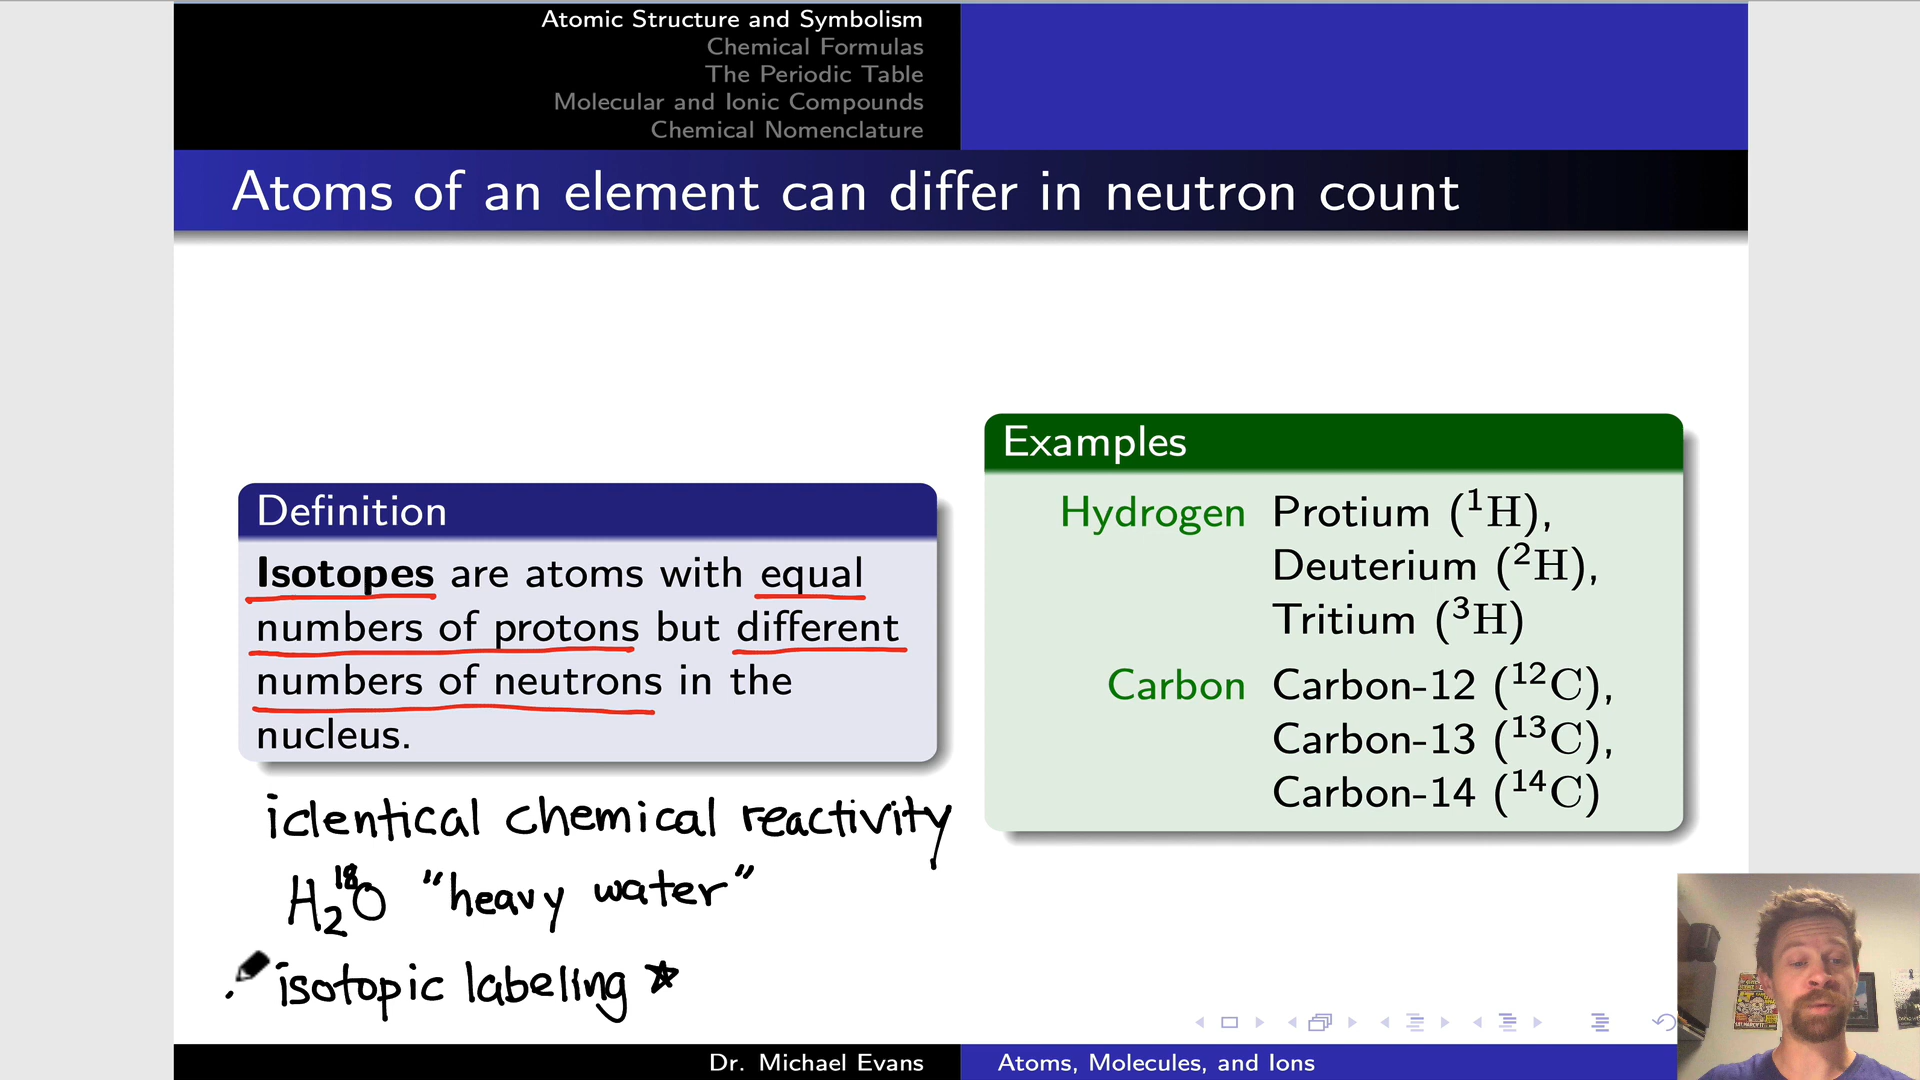 Atomic Structure and Symbolism
Chemical Formulas
The Periodic Table
Molecular and Ionic Compounds
Chemical Nomenclature
Atoms of an element can differ in neutron count
Definition
Isotopes are atoms with equal
numbers of protons but different
numbers of neutrons in the
nucleus.
identical chemical reactivity
H₂¹⁸O "heavy water"
isotopic labeling ★
Examples
Hydrogen Protium (¹H),
Deuterium (²H),
Tritium (³H)
Carbon Carbon-12 (¹²C),
Carbon-13 (¹³C),
Carbon-14 (¹⁴C)
Dr. Michael Evans
Atoms, Molecules, and Ions